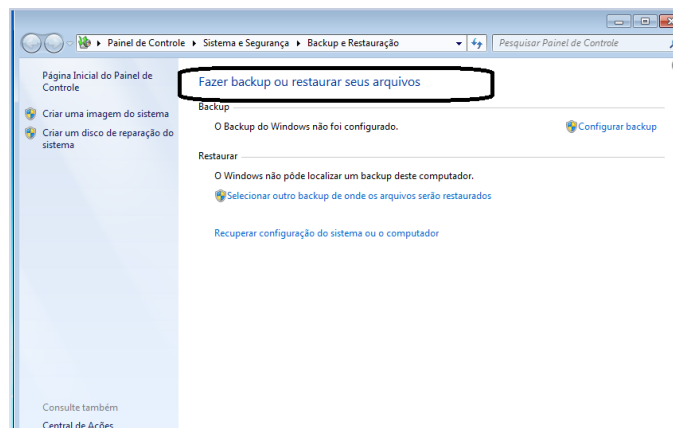 Painel de Controle ▸ Sistema e Segurança ▸ Backup e Restauração
Pesquisar Painel de Controle
Página Inicial do Painel de
Controle
Criar uma imagem do sistema
Criar um disco de reparação do
sistema
Consulte também
Central de Ações
Fazer backup ou restaurar seus arquivos
Backup
O Backup do Windows não foi configurado.
Configurar backup
Restaurar
O Windows não pôde localizar um backup deste computador.
Selecionar outro backup de onde os arquivos serão restaurados
Recuperar configuração do sistema ou o computador